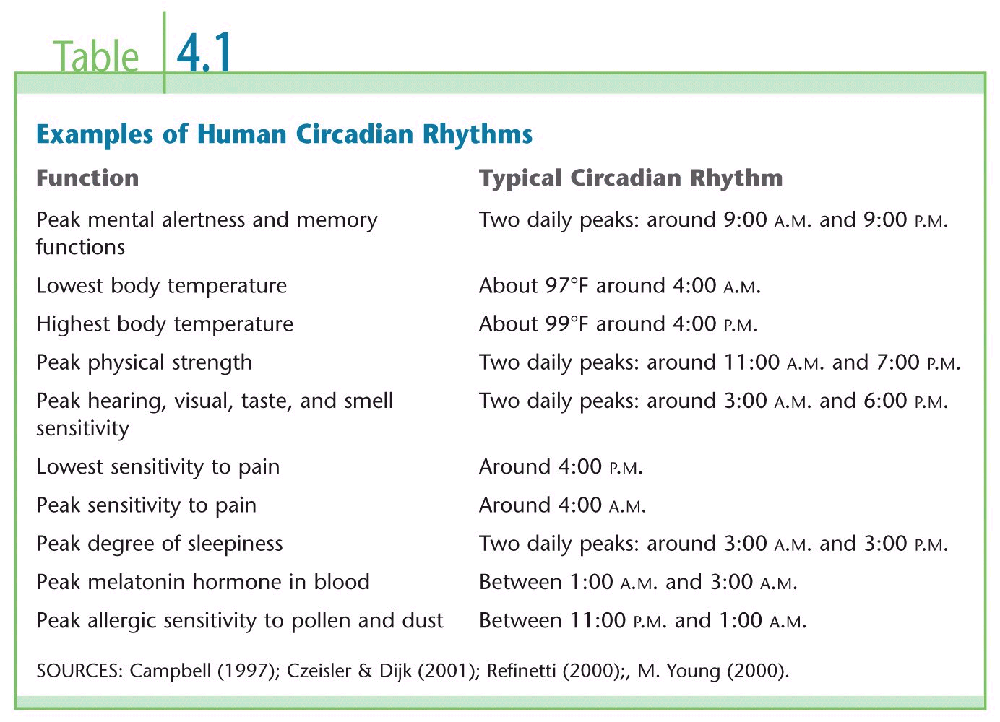 Table 4.1
Examples of Human Circadian Rhythms
Function Typical Circadian Rhythm
Peak mental alertness and memory Two daily peaks: around 9:00 A.M. and 9:00 P.M.
functions
Lowest body temperature About 97°F around 4:00 A.M.
Highest body temperature About 99°F around 4:00 P.M.
Peak physical strength Two daily peaks: around 11:00 A.M. and 7:00 P.M.
Peak hearing, visual, taste, and smell Two daily peaks: around 3:00 A.M. and 6:00 P.M.
sensitivity
Lowest sensitivity to pain Around 4:00 P.M.
Peak sensitivity to pain Around 4:00 A.M.
Peak degree of sleepiness Two daily peaks: around 3:00 A.M. and 3:00 P.M.
Peak melatonin hormone in blood Between 1:00 A.M. and 3:00 A.M.
Peak allergic sensitivity to pollen and dust Between 11:00 P.M. and 1:00 A.M.
SOURCES: Campbell (1997); Czeisler & Dijk (2001); Refinetti (2000);, M. Young (2000).